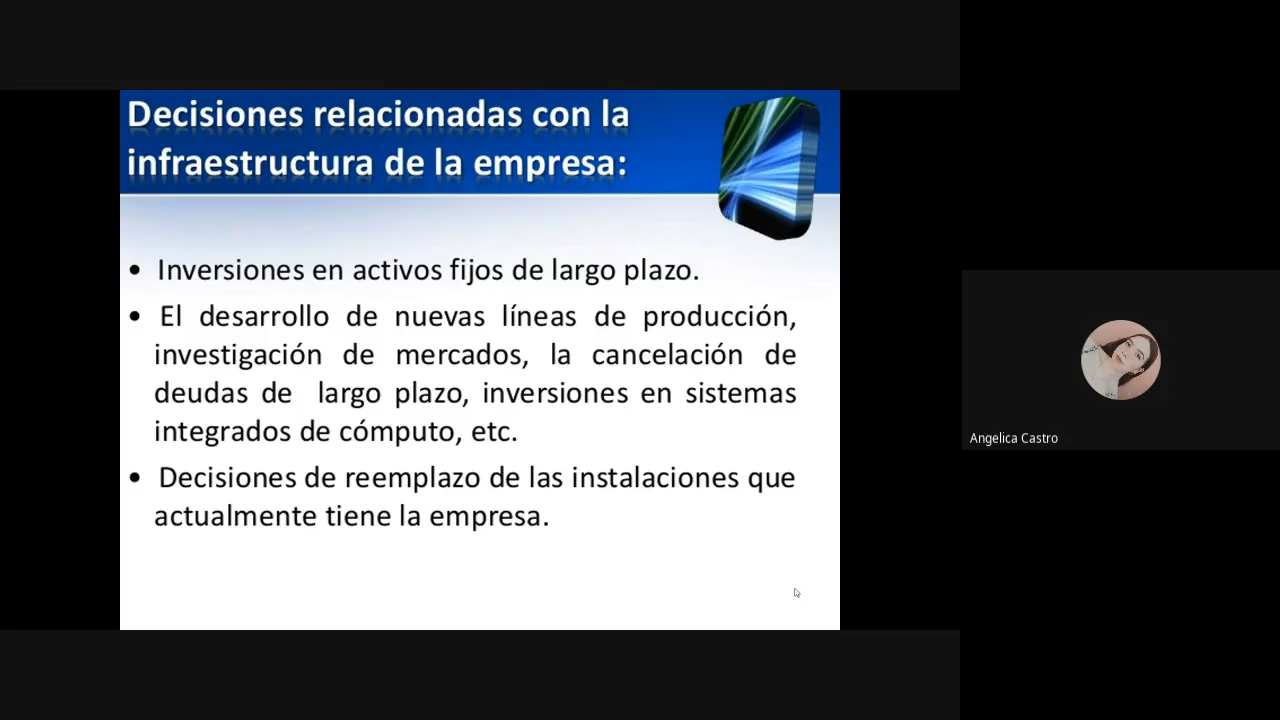 Decisiones relacionadas con la
infraestructura de la empresa:
• Inversiones en activos fijos de largo plazo.
• El desarrollo de nuevas líneas de producción,
investigación de mercados, la cancelación de
deudas de largo plazo, inversiones en sistemas
integrados de cómputo, etc.
• Decisiones de reemplazo de las instalaciones que
actualmente tiene la empresa.
Angelica Castro